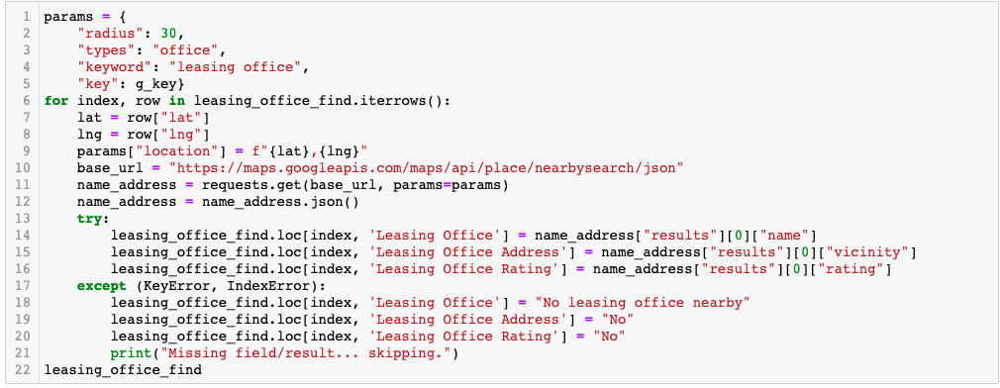 1 params = {
2     "radius": 30,
3     "types": "office",
4     "keyword": "leasing office",
5     "key": g_key}
6 for index, row in leasing_office_find.iterrows():
7     lat = row["lat"]
8     lng = row["lng"]
9     params["location"] = f"{lat},{lng}"
10     base_url = "https://maps.googleapis.com/maps/api/place/nearbysearch/json"
11     name_address = requests.get(base_url, params=params)
12     name_address = name_address.json()
13     try:
14         leasing_office_find.loc[index, 'Leasing Office'] = name_address["results"][0]["name"]
15         leasing_office_find.loc[index, 'Leasing Office Address'] = name_address["results"][0]["vicinity"]
16         leasing_office_find.loc[index, 'Leasing Office Rating'] = name_address["results"][0]["rating"]
17     except (KeyError, IndexError):
18         leasing_office_find.loc[index, 'Leasing Office'] = "No leasing office nearby"
19         leasing_office_find.loc[index, 'Leasing Office Address'] = "No"
20         leasing_office_find.loc[index, 'Leasing Office Rating'] = "No"
21         print("Missing field/result... skipping.")
22 leasing_office_find